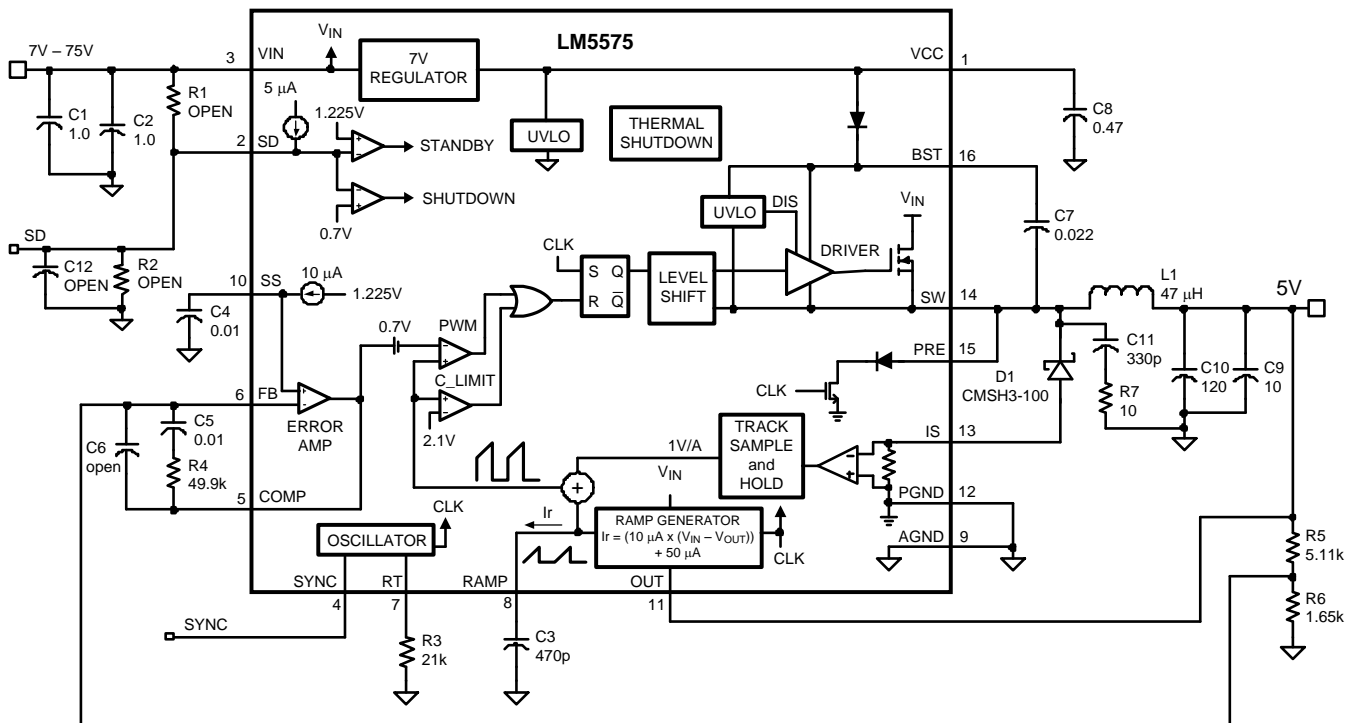 LM5575
7V – 75V
3
VIN
V_IN
7V
REGULATOR
VCC
1
R1
OPEN
C1
1.0
C2
1.0
5 µA
1.225V
2
SD
STANDBY
SHUTDOWN
0.7V
UVLO
THERMAL
SHUTDOWN
C8
0.47
BST
16
UVLO
DIS
V_IN
DRIVER
C7
0.022
SD
C12
OPEN
R2
OPEN
10
SS
10 µA
1.225V
C4
0.01
CLK
S
Q
R
Q̅
LEVEL
SHIFT
SW
14
L1
47 µH
5V
0.7V
PWM
C_LIMIT
2.1V
PRE
15
CLK
C11
330p
R7
10
D1
CMSH3-100
C10
120
C9
10
6
FB
+
-
ERROR
AMP
C5
0.01
C6
open
R4
49.9k
5
COMP
1V/A
TRACK
SAMPLE
and
HOLD
IS
13
V_IN
+
PGND
12
AGND
9
CLK
OSCILLATOR
Ir
RAMP GENERATOR
Ir = (10 µA x (V_IN – V_OUT))
+ 50 µA
CLK
R5
5.11k
R6
1.65k
SYNC
4
RT
7
RAMP
8
OUT
11
SYNC
R3
21k
C3
470p